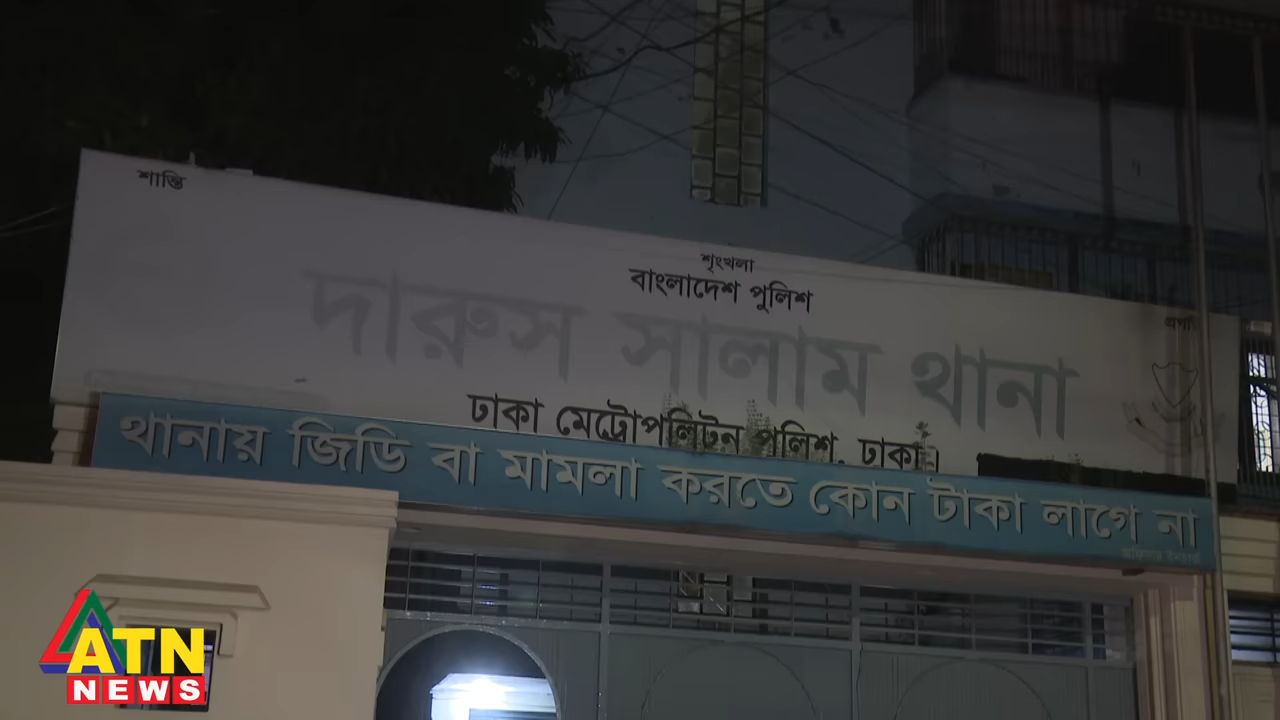 শান্তি
শৃংখলা
বাংলাদেশ পুলিশ
দারুস সালাম থানা
ঢাকা মেট্রোপলিটন পুলিশ, ঢাকা।
থানায় জিডি বা মামলা করতে কোন টাকা লাগে না
ATN
NEWS